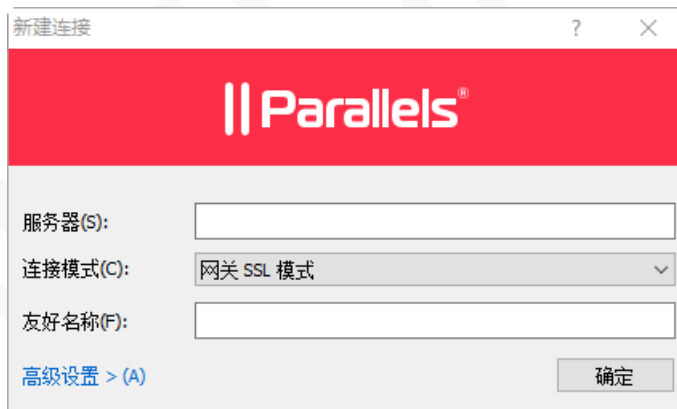 新建连接 ?
Parallels®
服务器(S):
连接模式(C): 网关 SSL 模式
友好名称(F):
高级设置 > (A) 确定